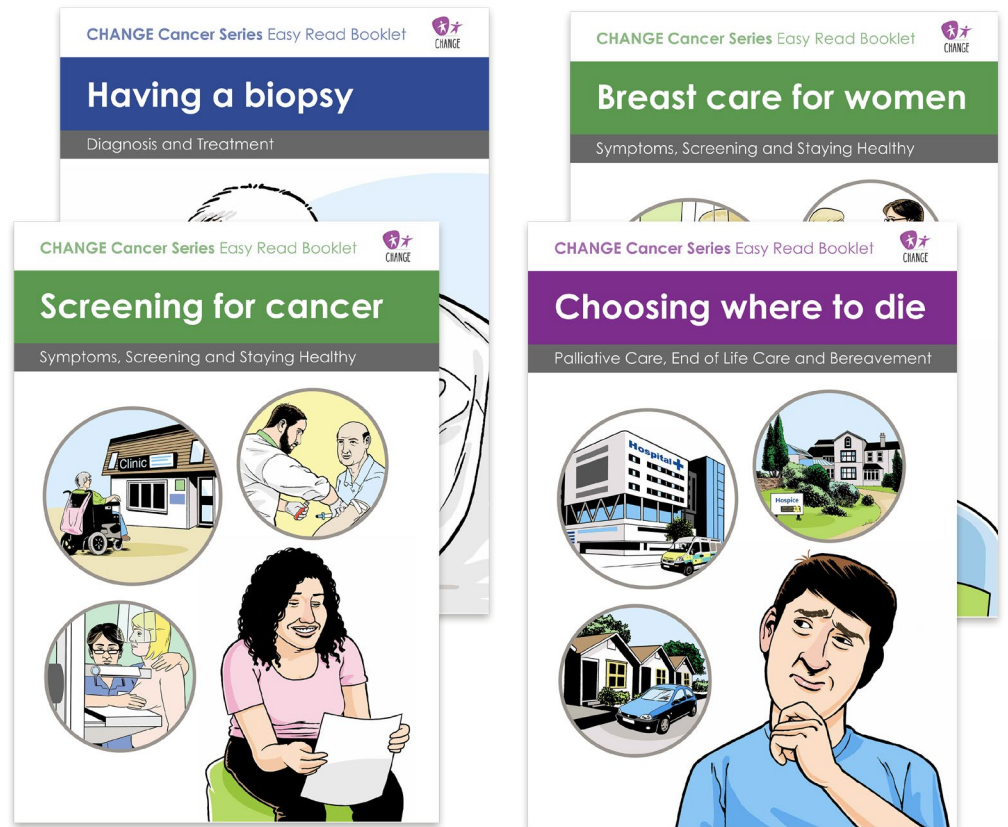 CHANGE Cancer Series Easy Read Booklet
CHANGE
Having a biopsy
Diagnosis and Treatment
CHANGE Cancer Series Easy Read Booklet
CHANGE
Breast care for women
Symptoms, Screening and Staying Healthy
CHANGE Cancer Series Easy Read Booklet
CHANGE
Screening for cancer
Symptoms, Screening and Staying Healthy
Clinic
CHANGE Cancer Series Easy Read Booklet
CHANGE
Choosing where to die
Palliative Care, End of Life Care and Bereavement
Hospital
Hospice